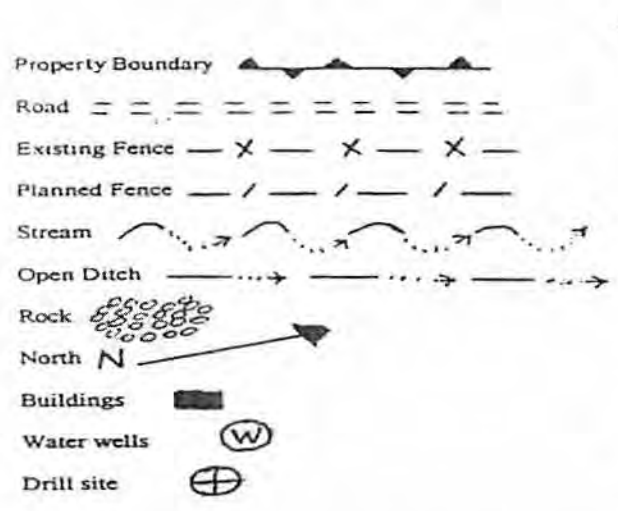 Property Boundary
Road
Existing Fence
Planned Fence
Stream
Open Ditch
Rock
North N
Buildings
Water wells W
Drill site